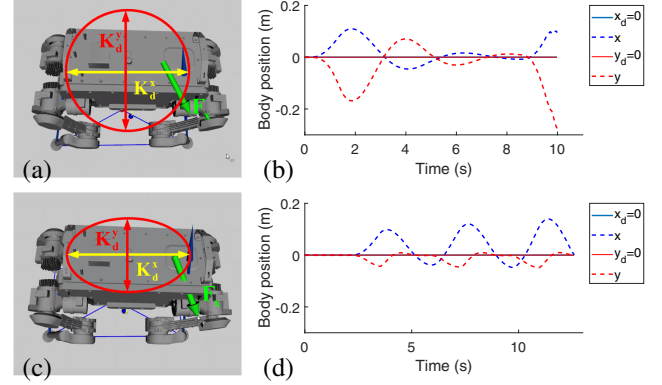 (a)
K_d^y
K_d^x
(b)
Body position (m)
0.2
0
-0.2
0
2
4
6
8
10
Time (s)
x_d=0
x
y_d=0
y
(c)
K_d^y
K_d^x
F
(d)
Body position (m)
0.2
0
-0.2
0
5
10
Time (s)
x_d=0
x
y_d=0
y